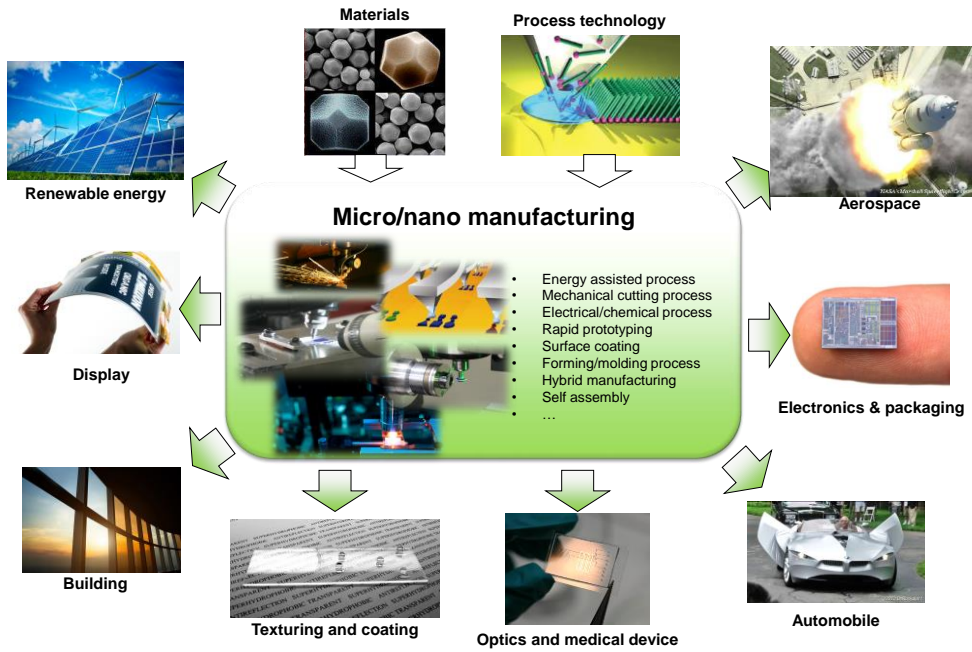 Materials
Process technology
Renewable energy
Aerospace
Micro/nano manufacturing
• Energy assisted process
• Mechanical cutting process
• Electrical/chemical process
• Rapid prototyping
• Surface coating
• Forming/molding process
• Hybrid manufacturing
• Self assembly
• …
Display
Electronics & packaging
Building
SUPERHYDROPHOBIC
TRANSPARENT
Texturing and coating
Optics and medical device
Automobile